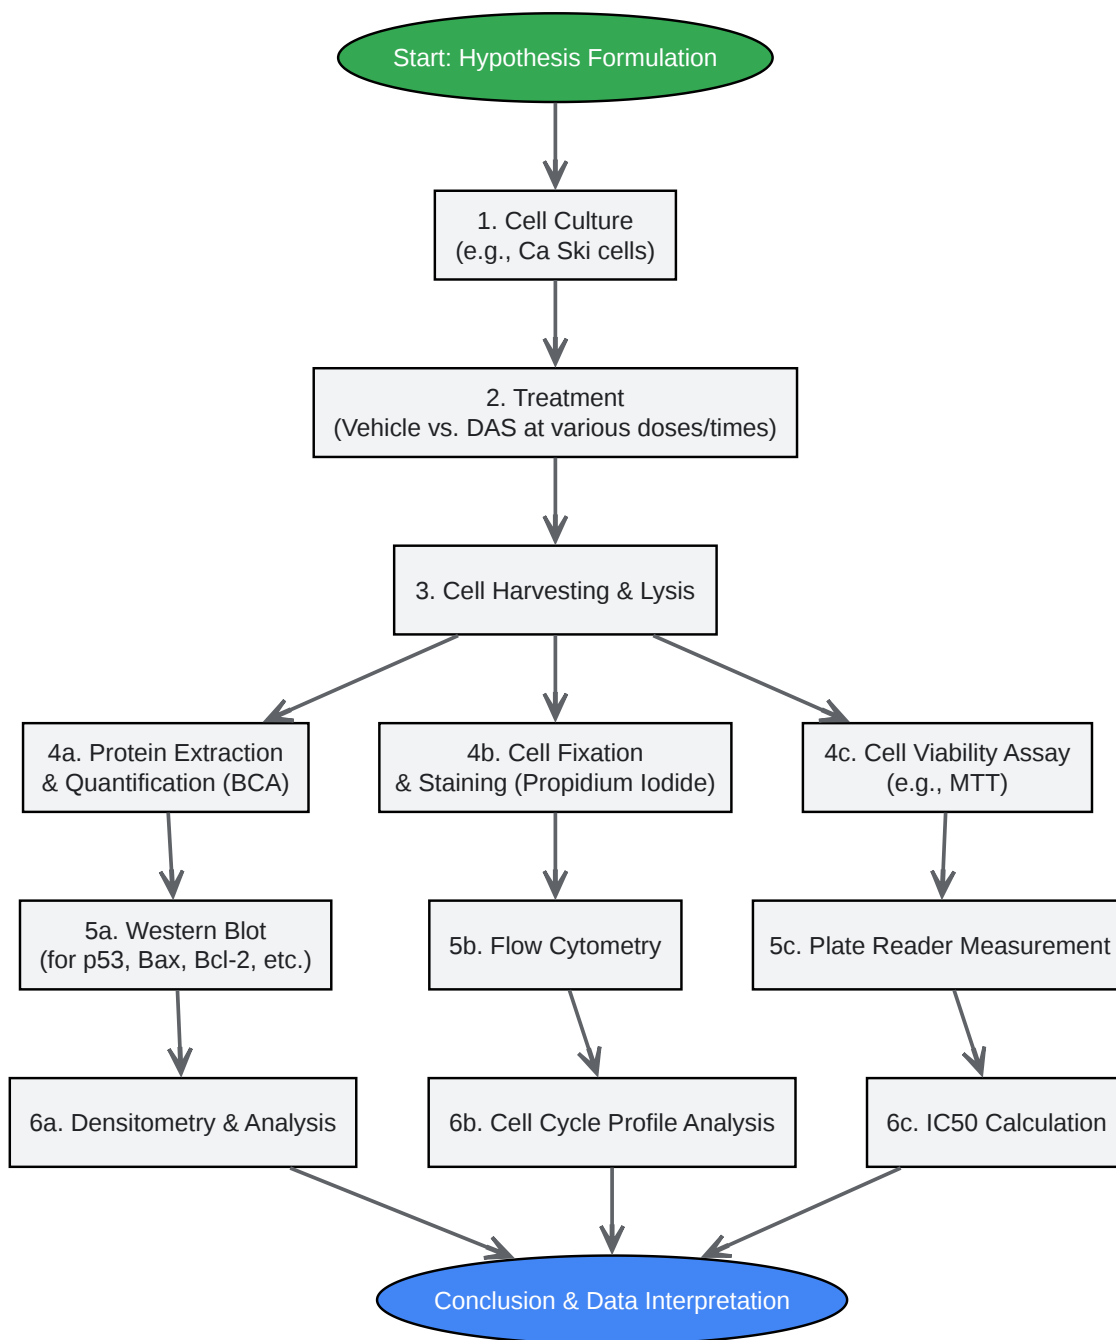 Start: Hypothesis Formulation
1. Cell Culture
(e.g., Ca Ski cells)
2. Treatment
(Vehicle vs. DAS at various doses/times)
3. Cell Harvesting & Lysis
4a. Protein Extraction
& Quantification (BCA)
4b. Cell Fixation
& Staining (Propidium Iodide)
4c. Cell Viability Assay
(e.g., MTT)
5a. Western Blot
(for p53, Bax, Bcl-2, etc.)
5b. Flow Cytometry
5c. Plate Reader Measurement
6a. Densitometry & Analysis
6b. Cell Cycle Profile Analysis
6c. IC50 Calculation
Conclusion & Data Interpretation